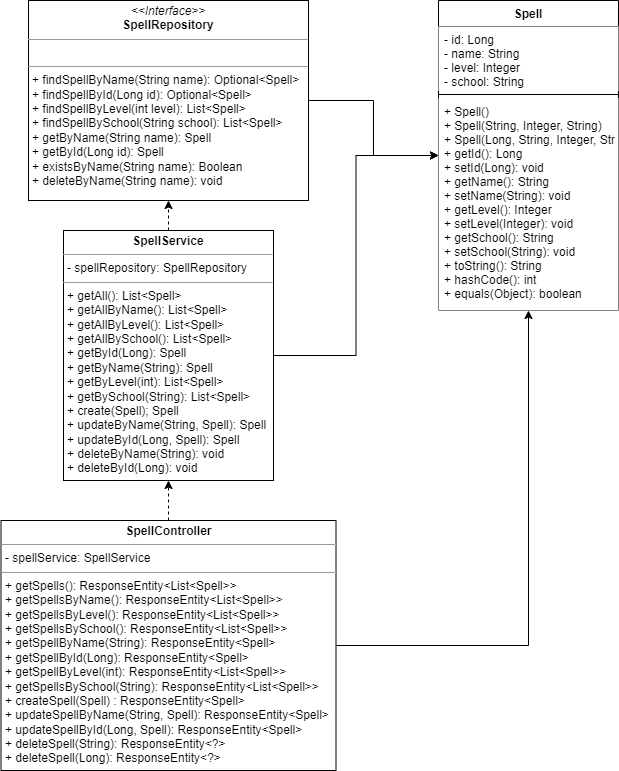 <<Interface>>
SpellRepository
+ findSpellByName(String name): Optional<Spell>
+ findSpellById(Long id): Optional<Spell>
+ findSpellByLevel(int level): List<Spell>
+ findSpellBySchool(String school): List<Spell>
+ getByName(String name): Spell
+ getById(Long id): Spell
+ existsByName(String name): Boolean
+ deleteByName(String name): void
Spell
- id: Long
- name: String
- level: Integer
- school: String
+ Spell()
+ Spell(String, Integer, String)
+ Spell(Long, String, Integer, Str
+ getId(): Long
+ setId(Long): void
+ getName(): String
+ setName(String): void
+ getLevel(): Integer
+ setLevel(Integer): void
+ getSchool(): String
+ setSchool(String): void
+ toString(): String
+ hashCode(): int
+ equals(Object): boolean
SpellService
- spellRepository: SpellRepository
+ getAll(): List<Spell>
+ getAllByName(): List<Spell>
+ getAllByLevel(): List<Spell>
+ getAllBySchool(): List<Spell>
+ getById(Long): Spell
+ getByName(String): Spell
+ getByLevel(int): List<Spell>
+ getBySchool(String): List<Spell>
+ create(Spell); Spell
+ updateByName(String, Spell): Spell
+ updateById(Long, Spell): Spell
+ deleteByName(String): void
+ deleteById(Long): void
SpellController
- spellService: SpellService
+ getSpells(): ResponseEntity<List<Spell>>
+ getSpellsByName(): ResponseEntity<List<Spell>>
+ getSpellsByLevel(): ResponseEntity<List<Spell>>
+ getSpellsBySchool(): ResponseEntity<List<Spell>>
+ getSpellByName(String): ResponseEntity<Spell>
+ getSpellById(Long): ResponseEntity<Spell>
+ getSpellByLevel(int): ResponseEntity<List<Spell>>
+ getSpellsBySchool(String): ResponseEntity<List<Spell>>
+ createSpell(Spell) : ResponseEntity<Spell>
+ updateSpellByName(String, Spell): ResponseEntity<Spell>
+ updateSpellById(Long, Spell): ResponseEntity<Spell>
+ deleteSpell(String): ResponseEntity<?>
+ deleteSpell(Long): ResponseEntity<?>